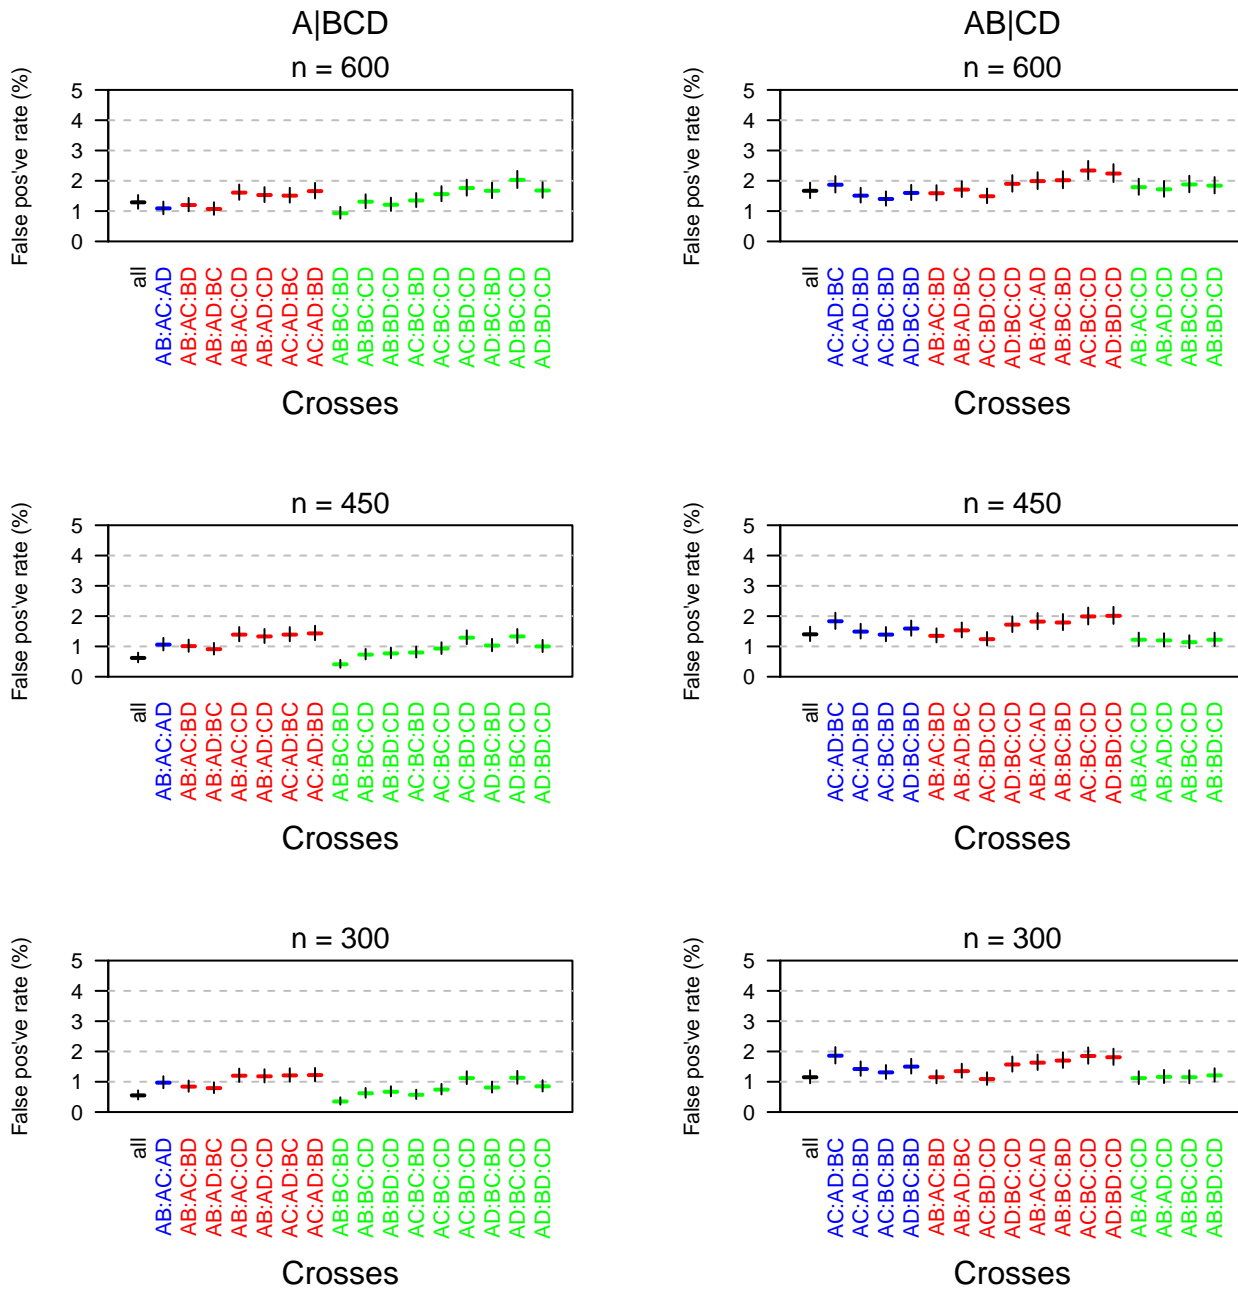 A|BCD
n = 600
False pos've rate (%)
5
4
3
2
1
0
all
AB:AC:AD
AB:AC:BD
AB:AD:BC
AB:AC:CD
AB:AD:CD
AC:AD:BC
AC:AD:BD
AB:BC:BD
AB:BC:CD
AB:BD:CD
AC:BC:BD
AC:BC:CD
AC:BD:CD
AD:BC:BD
AD:BC:CD
AD:BD:CD
Crosses
AB|CD
n = 600
False pos've rate (%)
5
4
3
2
1
0
all
AC:AD:BC
AC:AD:BD
AC:BC:BD
AD:BC:BD
AB:AC:BD
AB:AD:BC
AC:BD:CD
AD:BC:CD
AB:AC:AD
AB:BC:BD
AC:BC:CD
AD:BD:CD
AB:AC:CD
AB:AD:CD
AB:BC:CD
AB:BD:CD
Crosses
n = 450
False pos've rate (%)
5
4
3
2
1
0
all
AB:AC:AD
AB:AC:BD
AB:AD:BC
AB:AC:CD
AB:AD:CD
AC:AD:BC
AC:AD:BD
AB:BC:BD
AB:BC:CD
AB:BD:CD
AC:BC:BD
AC:BC:CD
AC:BD:CD
AD:BC:BD
AD:BC:CD
AD:BD:CD
Crosses
n = 450
False pos've rate (%)
5
4
3
2
1
0
all
AC:AD:BC
AC:AD:BD
AC:BC:BD
AD:BC:BD
AB:AC:BD
AB:AD:BC
AC:BD:CD
AD:BC:CD
AB:AC:AD
AB:BC:BD
AC:BC:CD
AD:BD:CD
AB:AC:CD
AB:AD:CD
AB:BC:CD
AB:BD:CD
Crosses
n = 300
False pos've rate (%)
5
4
3
2
1
0
all
AB:AC:AD
AB:AC:BD
AB:AD:BC
AB:AC:CD
AB:AD:CD
AC:AD:BC
AC:AD:BD
AB:BC:BD
AB:BC:CD
AB:BD:CD
AC:BC:BD
AC:BC:CD
AC:BD:CD
AD:BC:BD
AD:BC:CD
AD:BD:CD
Crosses
n = 300
False pos've rate (%)
5
4
3
2
1
0
all
AC:AD:BC
AC:AD:BD
AC:BC:BD
AD:BC:BD
AB:AC:BD
AB:AD:BC
AC:BD:CD
AD:BC:CD
AB:AC:AD
AB:BC:BD
AC:BC:CD
AD:BD:CD
AB:AC:CD
AB:AD:CD
AB:BC:CD
AB:BD:CD
Crosses